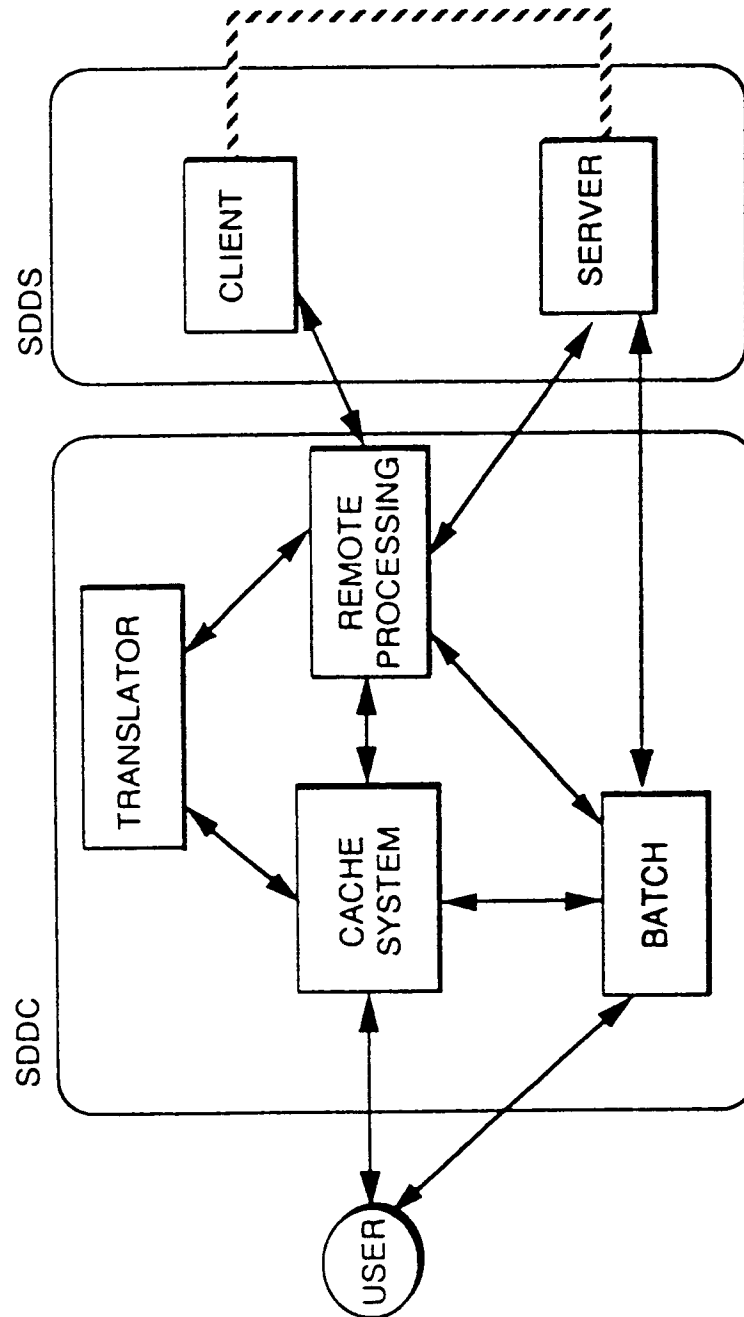 SDDC
SDDS
TRANSLATOR
CLIENT
USER
CACHE
SYSTEM
REMOTE
PROCESSING
BATCH
SERVER